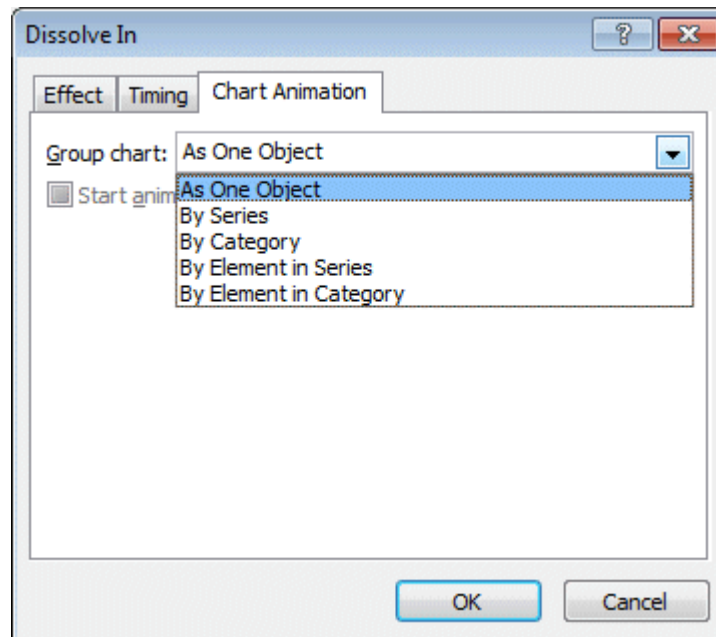 Dissolve In
Effect Timing Chart Animation
Group chart: As One Object
Start anim
As One Object
By Series
By Category
By Element in Series
By Element in Category
OK Cancel